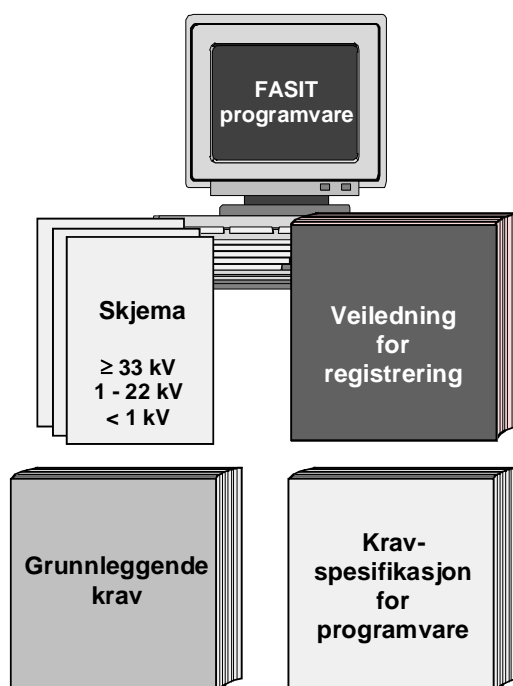 FASIT
programvare
Skjema
≥ 33 kV
1 - 22 kV
< 1 kV
Veiledning
for
registrering
Grunnleggende
krav
Krav-
spesifikasjon
for
programvare